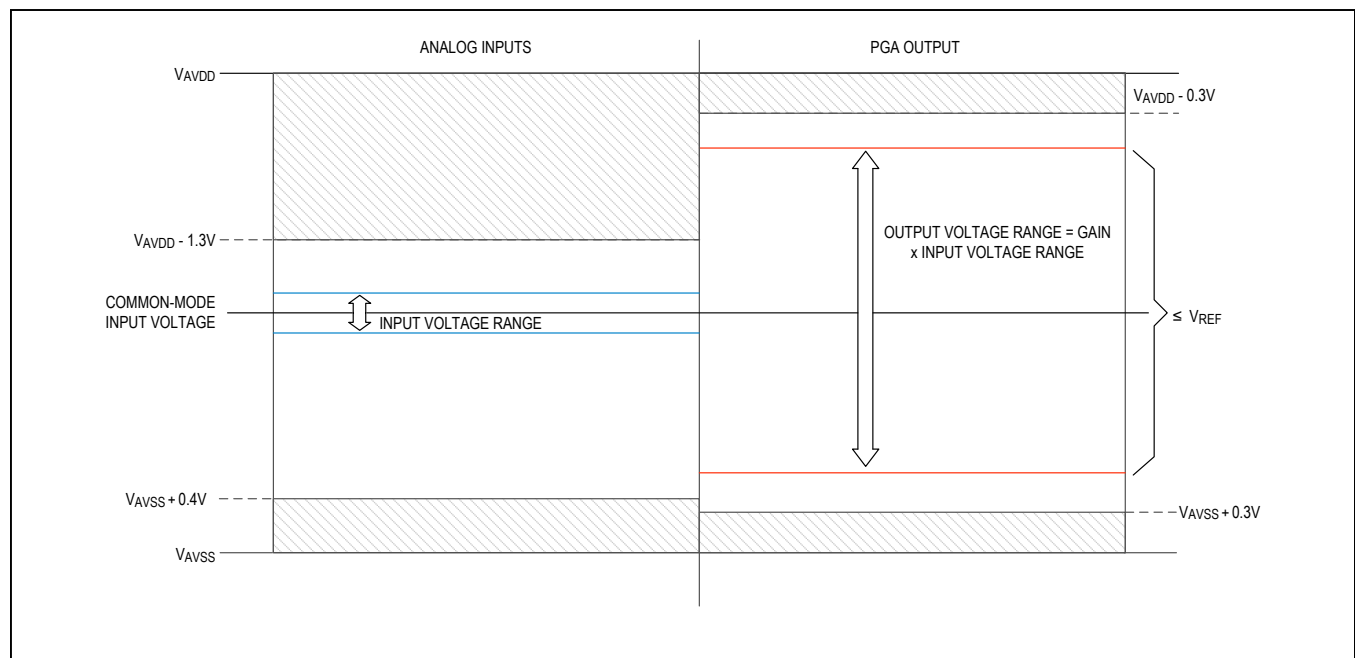 ANALOG INPUTS
PGA OUTPUT
VAVDD
VAVDD - 0.3V
VAVDD - 1.3V
OUTPUT VOLTAGE RANGE = GAIN
x INPUT VOLTAGE RANGE
COMMON-MODE
INPUT VOLTAGE
INPUT VOLTAGE RANGE
≤ VREF
VAVSS + 0.4V
VAVSS + 0.3V
VAVSS